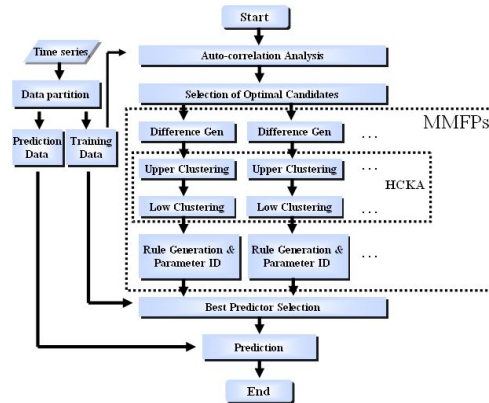 Start
Time series
Auto-correlation Analysis
Data partition
Selection of Optimal Candidates
MMFPs
Prediction
Data
Training
Data
Difference Gen
Difference Gen
...
Upper Clustering
Upper Clustering
...
HCKA
Low Clustering
Low Clustering
...
Rule Generation &
Parameter ID
Rule Generation &
Parameter ID
...
Best Predictor Selection
Prediction
End